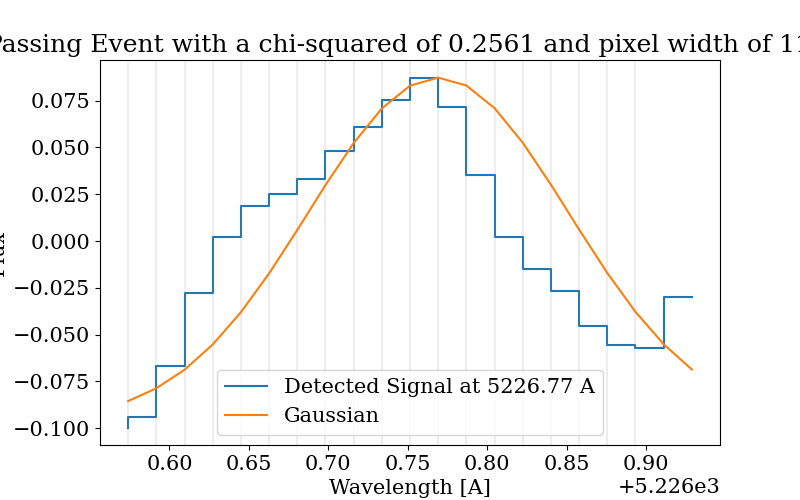 Passing Event with a chi-squared of 0.2561 and pixel width of 11
0.075
0.050
0.025
0.000
−0.025
−0.050
−0.075
−0.100
Detected Signal at 5226.77 A
Gaussian
0.60 0.65 0.70 0.75 0.80 0.85 0.90
+5.226e3
Wavelength [A]